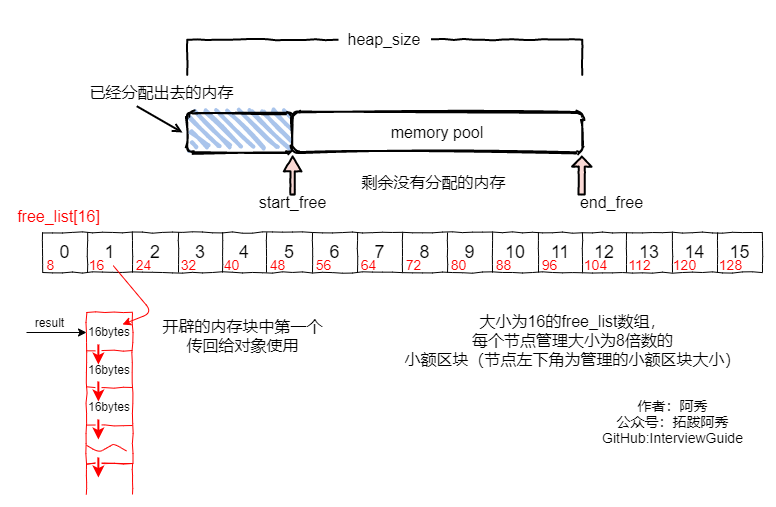 heap_size
已经分配出去的内存
memory pool
剩余没有分配的内存
start_free
end_free
free_list[16]
0 1 2 3 4 5 6 7 8 9 10 11 12 13 14 15
8 16 24 32 40 48 56 64 72 80 88 96 104 112 120 128
result
16bytes
16bytes
16bytes
开辟的内存块中第一个
传回给对象使用
大小为16的free_list数组，
每个节点管理大小为8倍数的
小额区块（节点左下角为管理的小额区块大小）
作者：阿秀
公众号：拓跋阿秀
GitHub:InterviewGuide